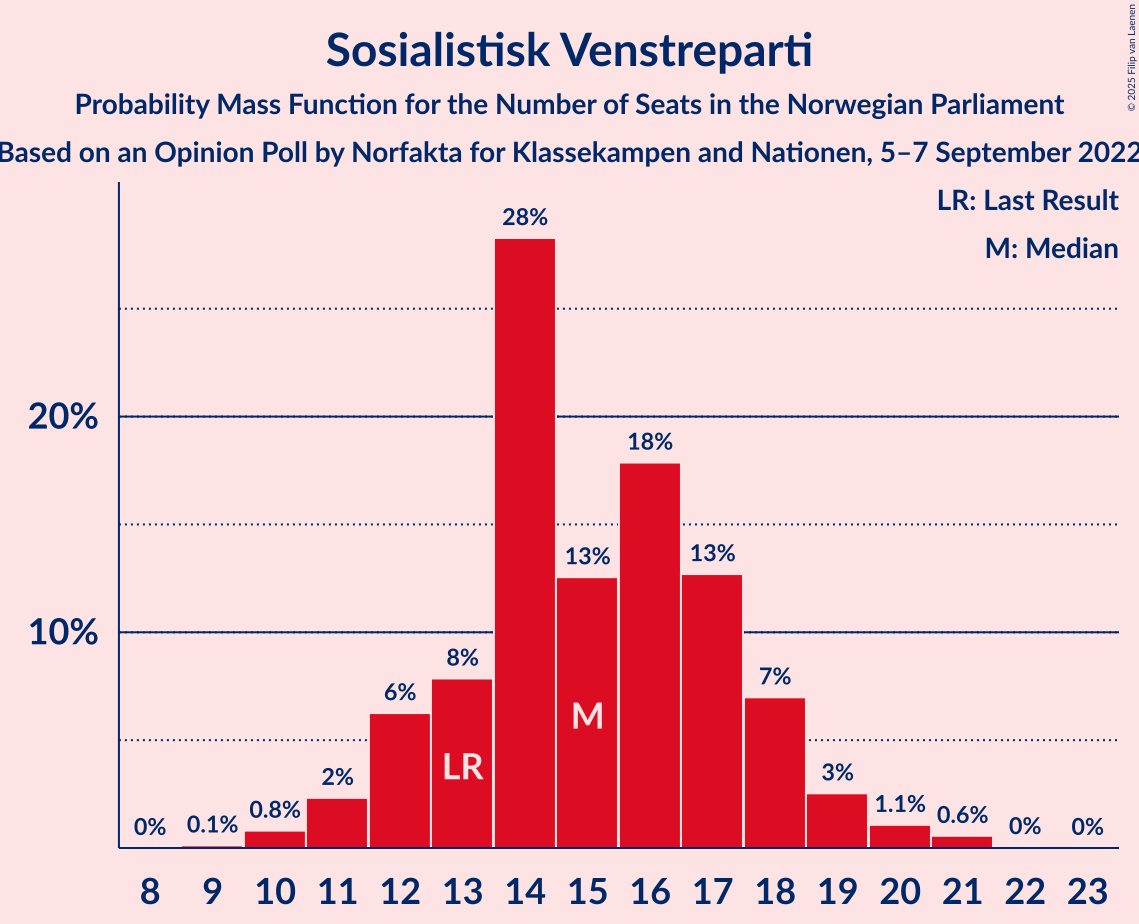 Sosialistisk Venstreparti
Probability Mass Function for the Number of Seats in the Norwegian Parliament
Based on an Opinion Poll by Norfakta for Klassekampen and Nationen, 5–7 September 2022
© 2025 Filip van Laenen
LR: Last Result
M: Median
28%
20%
18%
13%
13%
10%
8%
7%
6%
M
LR
2%
3%
0%
0.1%
0.8%
1.1%
0.6%
0%
0%
8 9 10 11 12 13 14 15 16 17 18 19 20 21 22 23